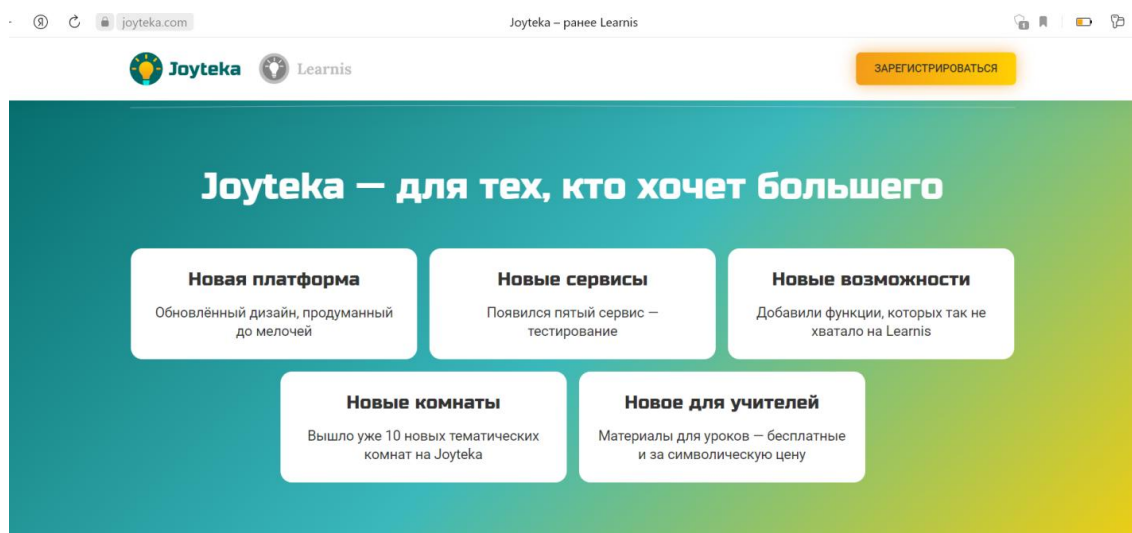 joyteka.com
Joyteka – ранее Learnis
Joyteka
Learnis
ЗАРЕГИСТРИРОВАТЬСЯ
Joyteka — для тех, кто хочет большего
Новая платформа
Обновлённый дизайн, продуманный
до мелочей
Новые сервисы
Появился пятый сервис —
тестирование
Новые возможности
Добавили функции, которых так не
хватало на Learnis
Новые комнаты
Вышло уже 10 новых тематических
комнат на Joyteka
Новое для учителей
Материалы для уроков — бесплатные
и за символическую цену